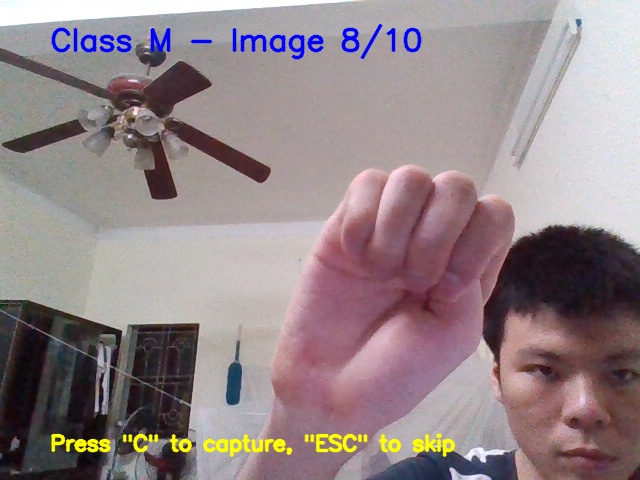 Class M - Image 8/10
Press "C" to capture, "ESC" to skip